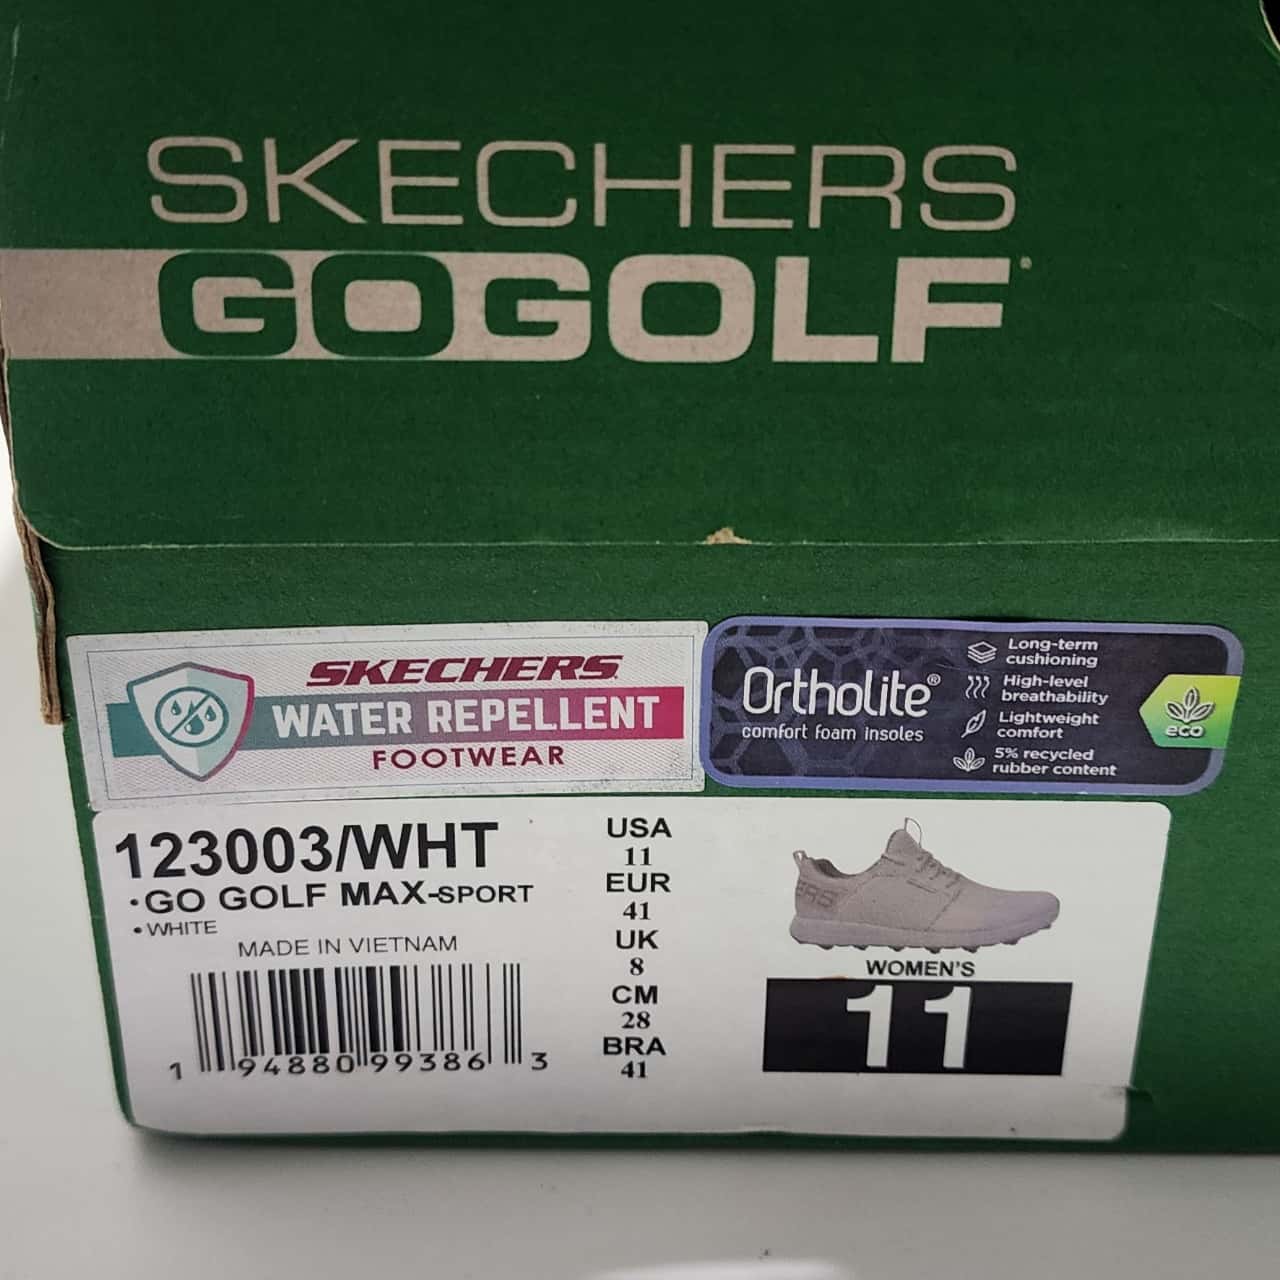 SKECHERS
GOGOLF
SKECHERS
WATER REPELLENT
FOOTWEAR
Ortholite®
comfort foam insoles
Long-term
cushioning
High-level
breathability
Lightweight
comfort
5% recycled
rubber content
eco
123003/WHT
•GO GOLF MAX-SPORT
•WHITE
MADE IN VIETNAM
1 94880 99386 3
USA
11
EUR
41
UK
8
CM
28
BRA
41
ERS
WOMEN'S
11